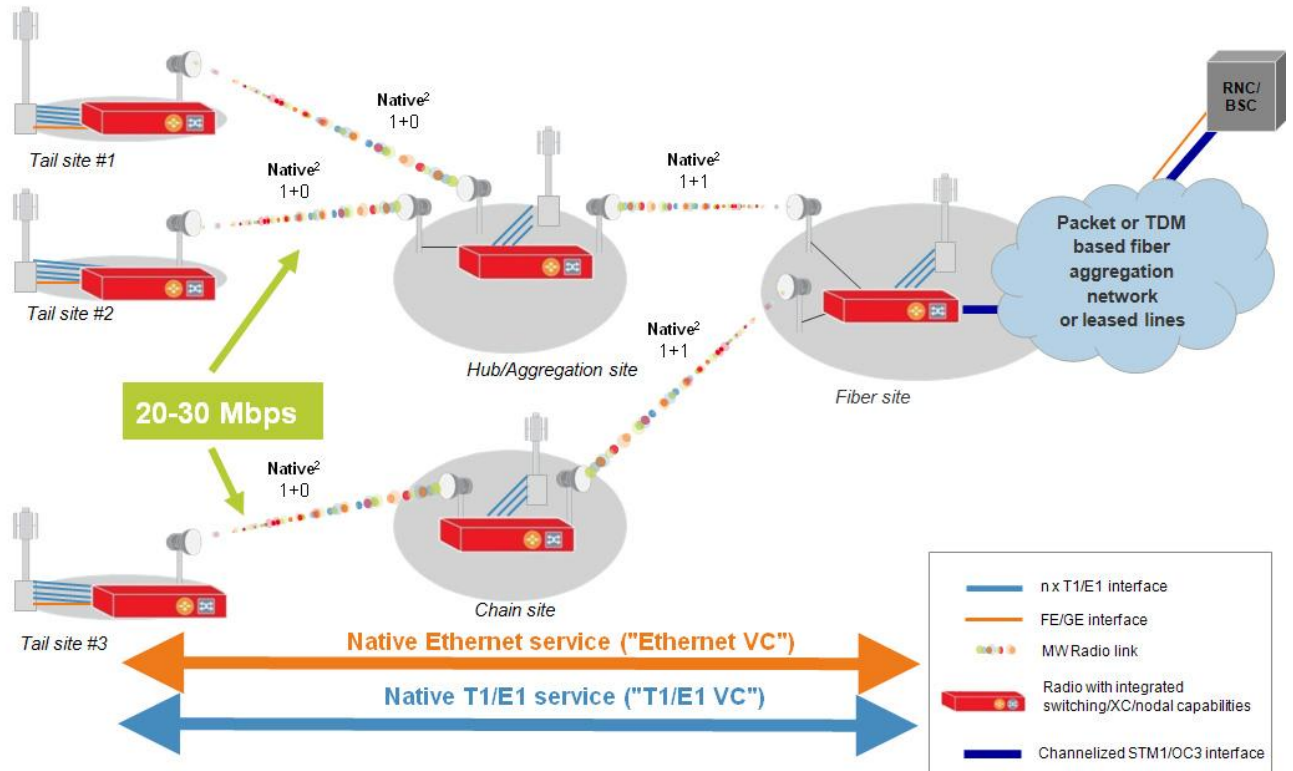 RNC/
BSC
Native²
1+0
Tail site #1
Native²
1+0
Native²
1+1
Packet or TDM
based fiber
aggregation
network
or leased lines
Tail site #2
Native²
1+1
Hub/Aggregation site
Fiber site
20-30 Mbps
Native²
1+0
Chain site
Tail site #3
Native Ethernet service ("Ethernet VC")
Native T1/E1 service ("T1/E1 VC")
n x T1/E1 interface
FE/GE interface
MW Radio link
Radio with integrated
switching/XC/nodal capabilities
Channelized STM1/OC3 interface